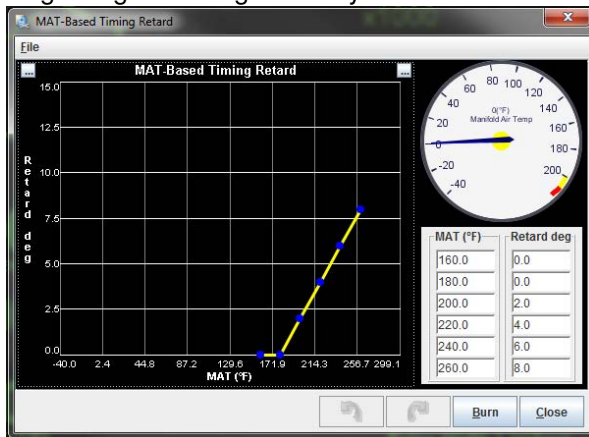 MAT-Based Timing Retard
File
MAT-Based Timing Retard
15.0
12.5
10.0
7.5
5.0
2.5
0.0
Retard deg
-40.0 2.4 44.8 87.2 129.6 171.9 214.3 256.7 299.1
MAT (°F)
-40
-20
0
20
40
60
80
100
120
140
160
180
200
0(°F)
Manifold Air Temp
MAT (°F) Retard deg
160.0 0.0
180.0 0.0
200.0 2.0
220.0 4.0
240.0 6.0
260.0 8.0
Burn Close